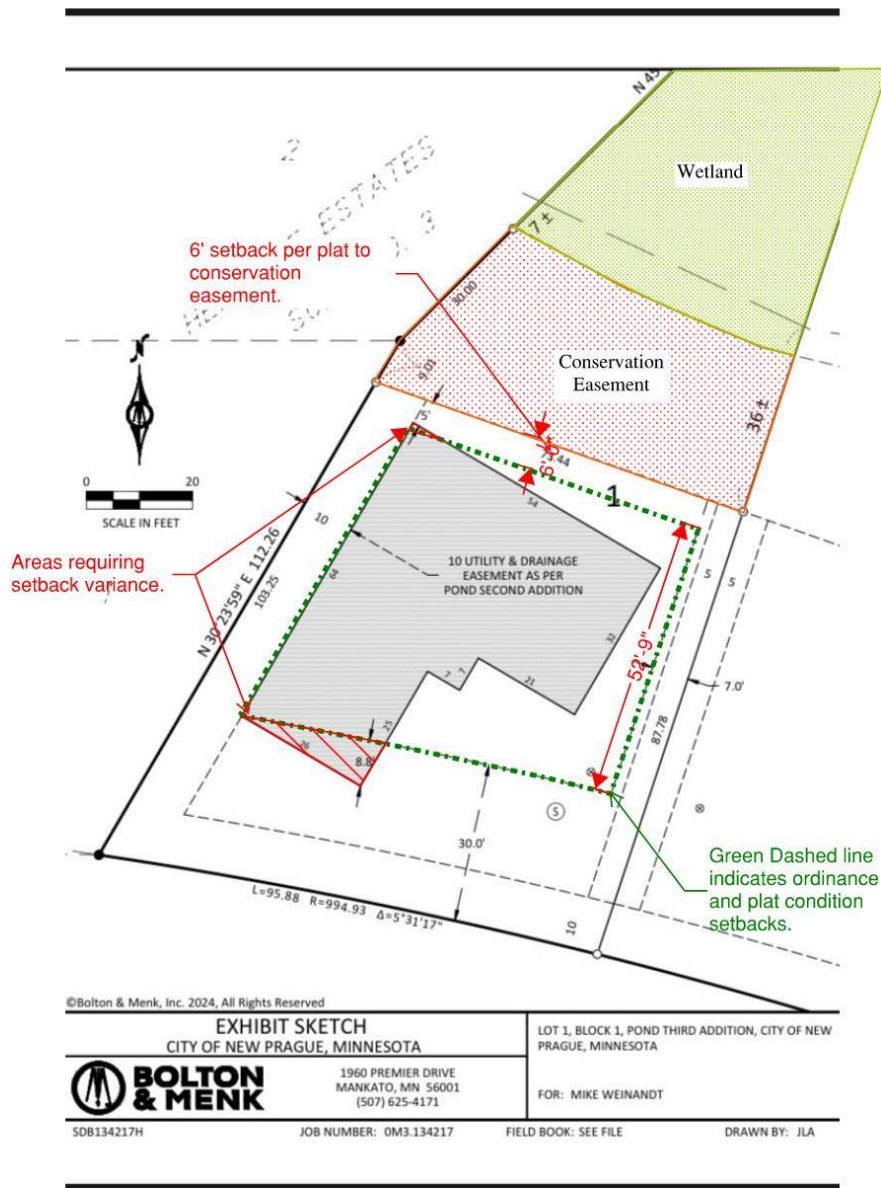 N 45
2
ESTATES
3
Wetland
7 ±
6' setback per plat to
conservation
easement.
30.00
9.01
Conservation
Easement
36 ±
N
0 20
SCALE IN FEET
.75'
6'-0"
.44
1
54
10
10 UTILITY & DRAINAGE
EASEMENT AS PER
POND SECOND ADDITION
5 5
Areas requiring
setback variance.
N 30°23'59" E 112.26
103.25
64
32
52'-9"
7 7
21
7.0'
25
26
8.8'
87.78
S
30.0'
Green Dashed line
indicates ordinance
and plat condition
setbacks.
L=95.88 R=994.93 Δ=5°31'17"
10
©Bolton & Menk, Inc. 2024, All Rights Reserved
EXHIBIT SKETCH
CITY OF NEW PRAGUE, MINNESOTA
LOT 1, BLOCK 1, POND THIRD ADDITION, CITY OF NEW
PRAGUE, MINNESOTA
BOLTON
& MENK
1960 PREMIER DRIVE
MANKATO, MN 56001
(507) 625-4171
FOR: MIKE WEINANDT
SDB134217H JOB NUMBER: 0M3.134217 FIELD BOOK: SEE FILE DRAWN BY: JLA